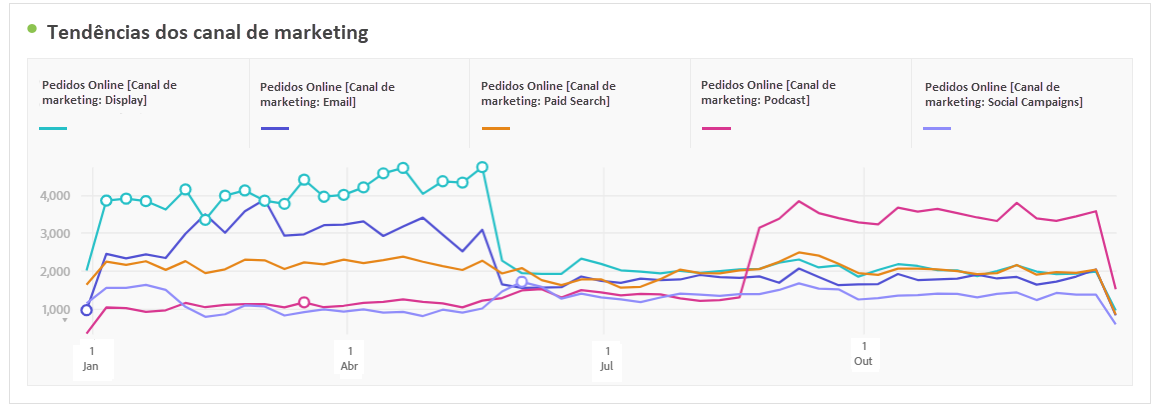 Tendências dos canal de marketing
Pedidos Online [Canal de
marketing: Display]
Pedidos Online [Canal de
marketing: Email]
Pedidos Online [Canal de
marketing: Paid Search]
Pedidos Online [Canal de
marketing: Podcast]
Pedidos Online [Canal de
marketing: Social Campaigns]
4,000
3,000
2,000
1,000
1
Jan
1
Abr
1
Jul
1
Out